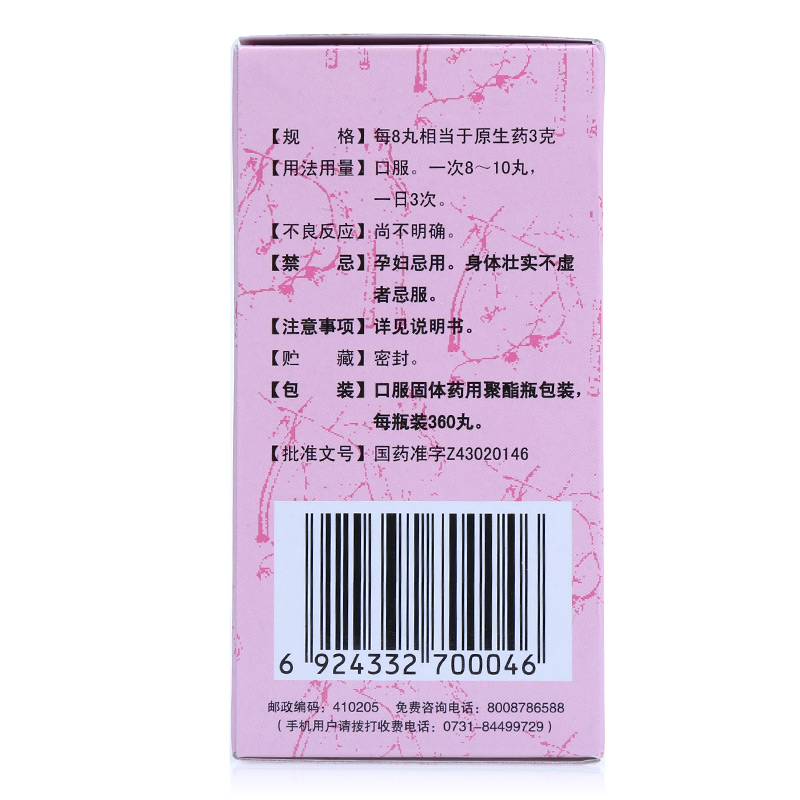 【规　　格】每8丸相当于原生药3克
【用法用量】口服。一次8～10丸，
一日3次。
【不良反应】尚不明确。
【禁　　忌】孕妇忌用。身体壮实不虚
者忌服。
【注意事项】详见说明书。
【贮　　藏】密封。
【包　　装】口服固体药用聚酯瓶包装，
每瓶装360丸。
【批准文号】国药准字Z43020146
6 924332 700046
邮政编码：410205　免费咨询电话：8008786588
（手机用户请拨打收费电话：0731-84499729）